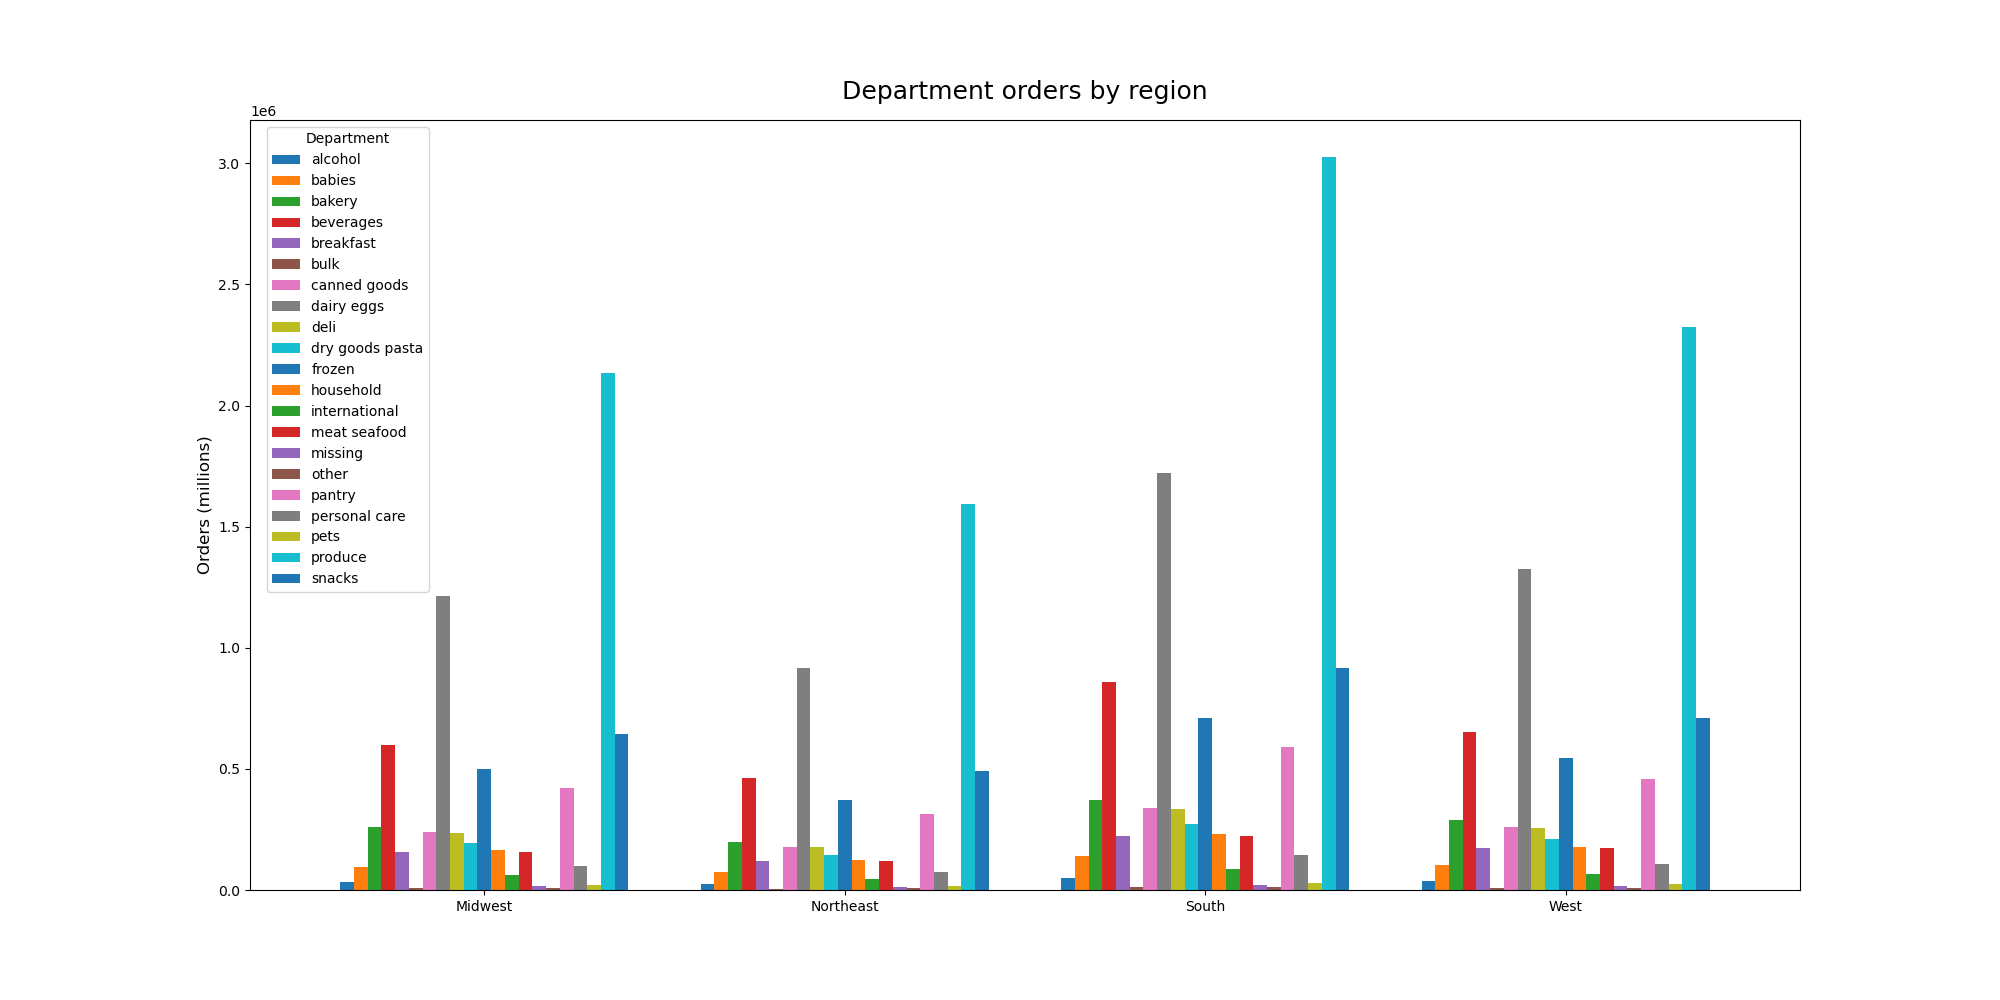 Department orders by region
1e6
Department
alcohol
babies
bakery
beverages
breakfast
bulk
canned goods
dairy eggs
deli
dry goods pasta
frozen
household
international
meat seafood
missing
other
pantry
personal care
pets
produce
snacks
3.0
2.5
2.0
1.5
1.0
0.5
0.0
Orders (millions)
Midwest Northeast South West